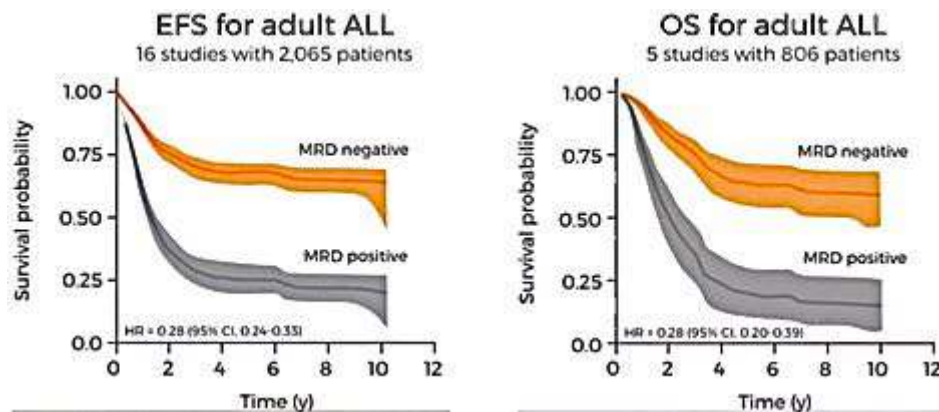 EFS for adult ALL
16 studies with 2,065 patients
Survival probability
1.00
0.75
0.50
0.25
0.0
MRD negative
MRD positive
HR = 0.28 (95% CI, 0.24-0.33)
0 2 4 6 8 10 12
Time (y)
OS for adult ALL
5 studies with 806 patients
Survival probability
1.00
0.75
0.50
0.25
0.0
MRD negative
MRD positive
HR = 0.28 (95% CI, 0.20-0.39)
0 2 4 6 8 10 12
Time (y)